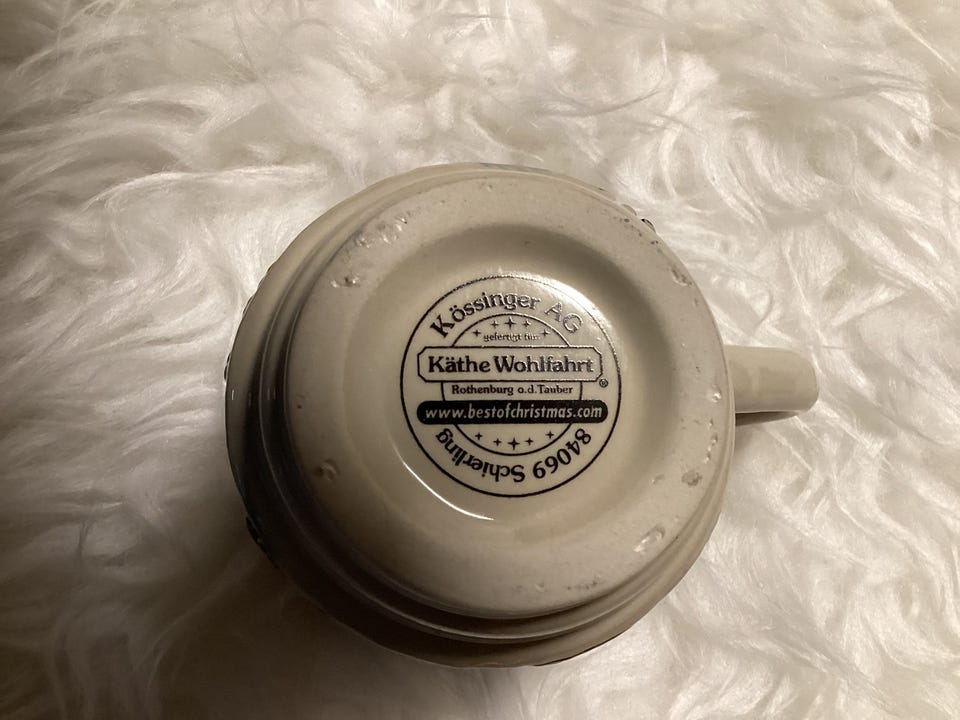 Kössinger AG
gefertigt für:
Käthe Wohlfahrt
®
Rothenburg o.d.Tauber
www.bestofchristmas.com
84069 Schierling